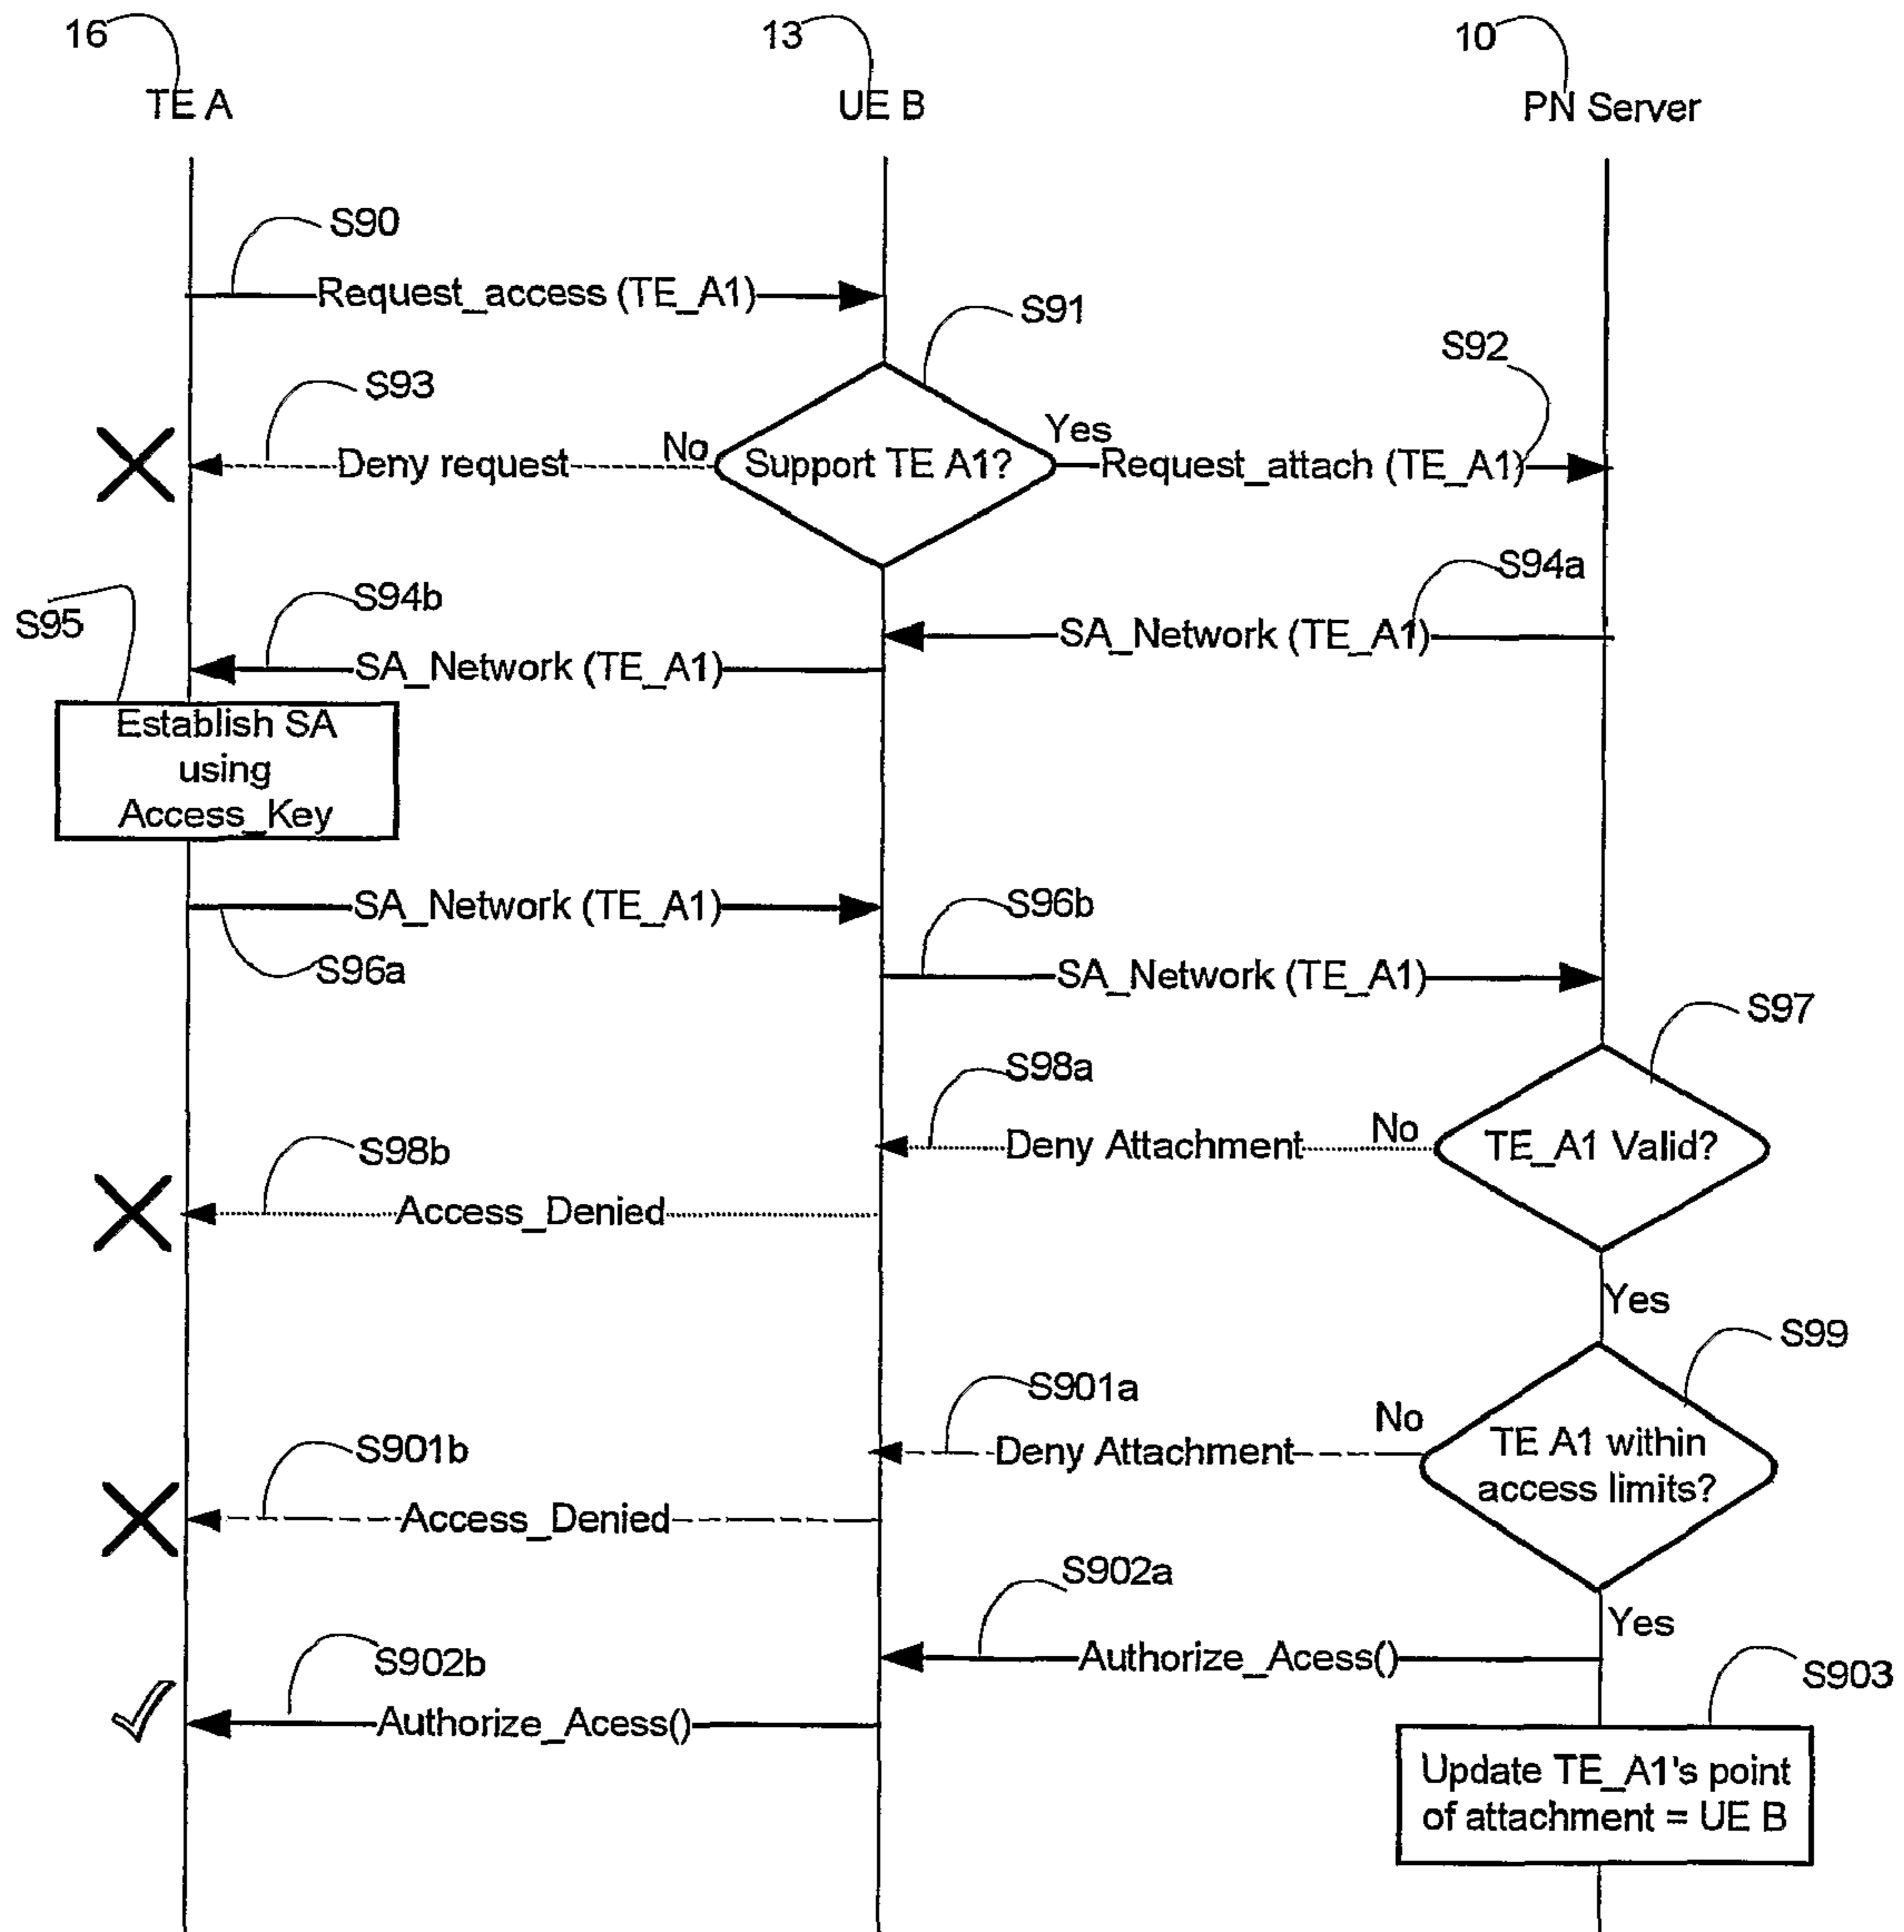 16
13
10
TE A
UE B
PN Server
S90
Request_access (TE_A1)
S91
S92
S93
Deny request
No
Support TE A1?
Yes
Request_attach (TE_A1)
S94a
S94b
S95
SA_Network (TE_A1)
SA_Network (TE_A1)
Establish SA
using
Access_Key
SA_Network (TE_A1)
S96b
S96a
SA_Network (TE_A1)
S97
S98a
Deny Attachment
No
TE_A1 Valid?
S98b
Access_Denied
Yes
S99
S901a
No
Deny Attachment
TE A1 within
access limits?
S901b
Access_Denied
S902a
Yes
Authorize_Acess()
S902b
S903
Authorize_Acess()
Update TE_A1's point
of attachment = UE B